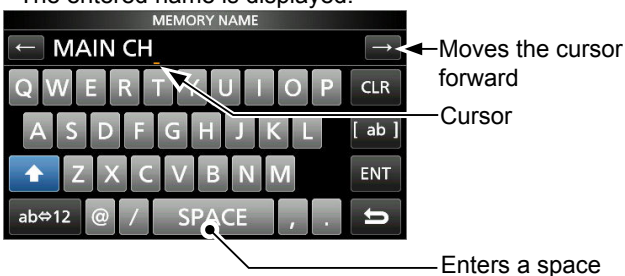 The entered name is displayed.
MEMORY NAME
← MAIN CH_ →
Moves the cursor
forward
Q W E R T Y U I O P CLR
Cursor
A S D F G H J K L [ ab ]
Z X C V B N M ENT
ab⇔12 @ / SPACE , .
Enters a space